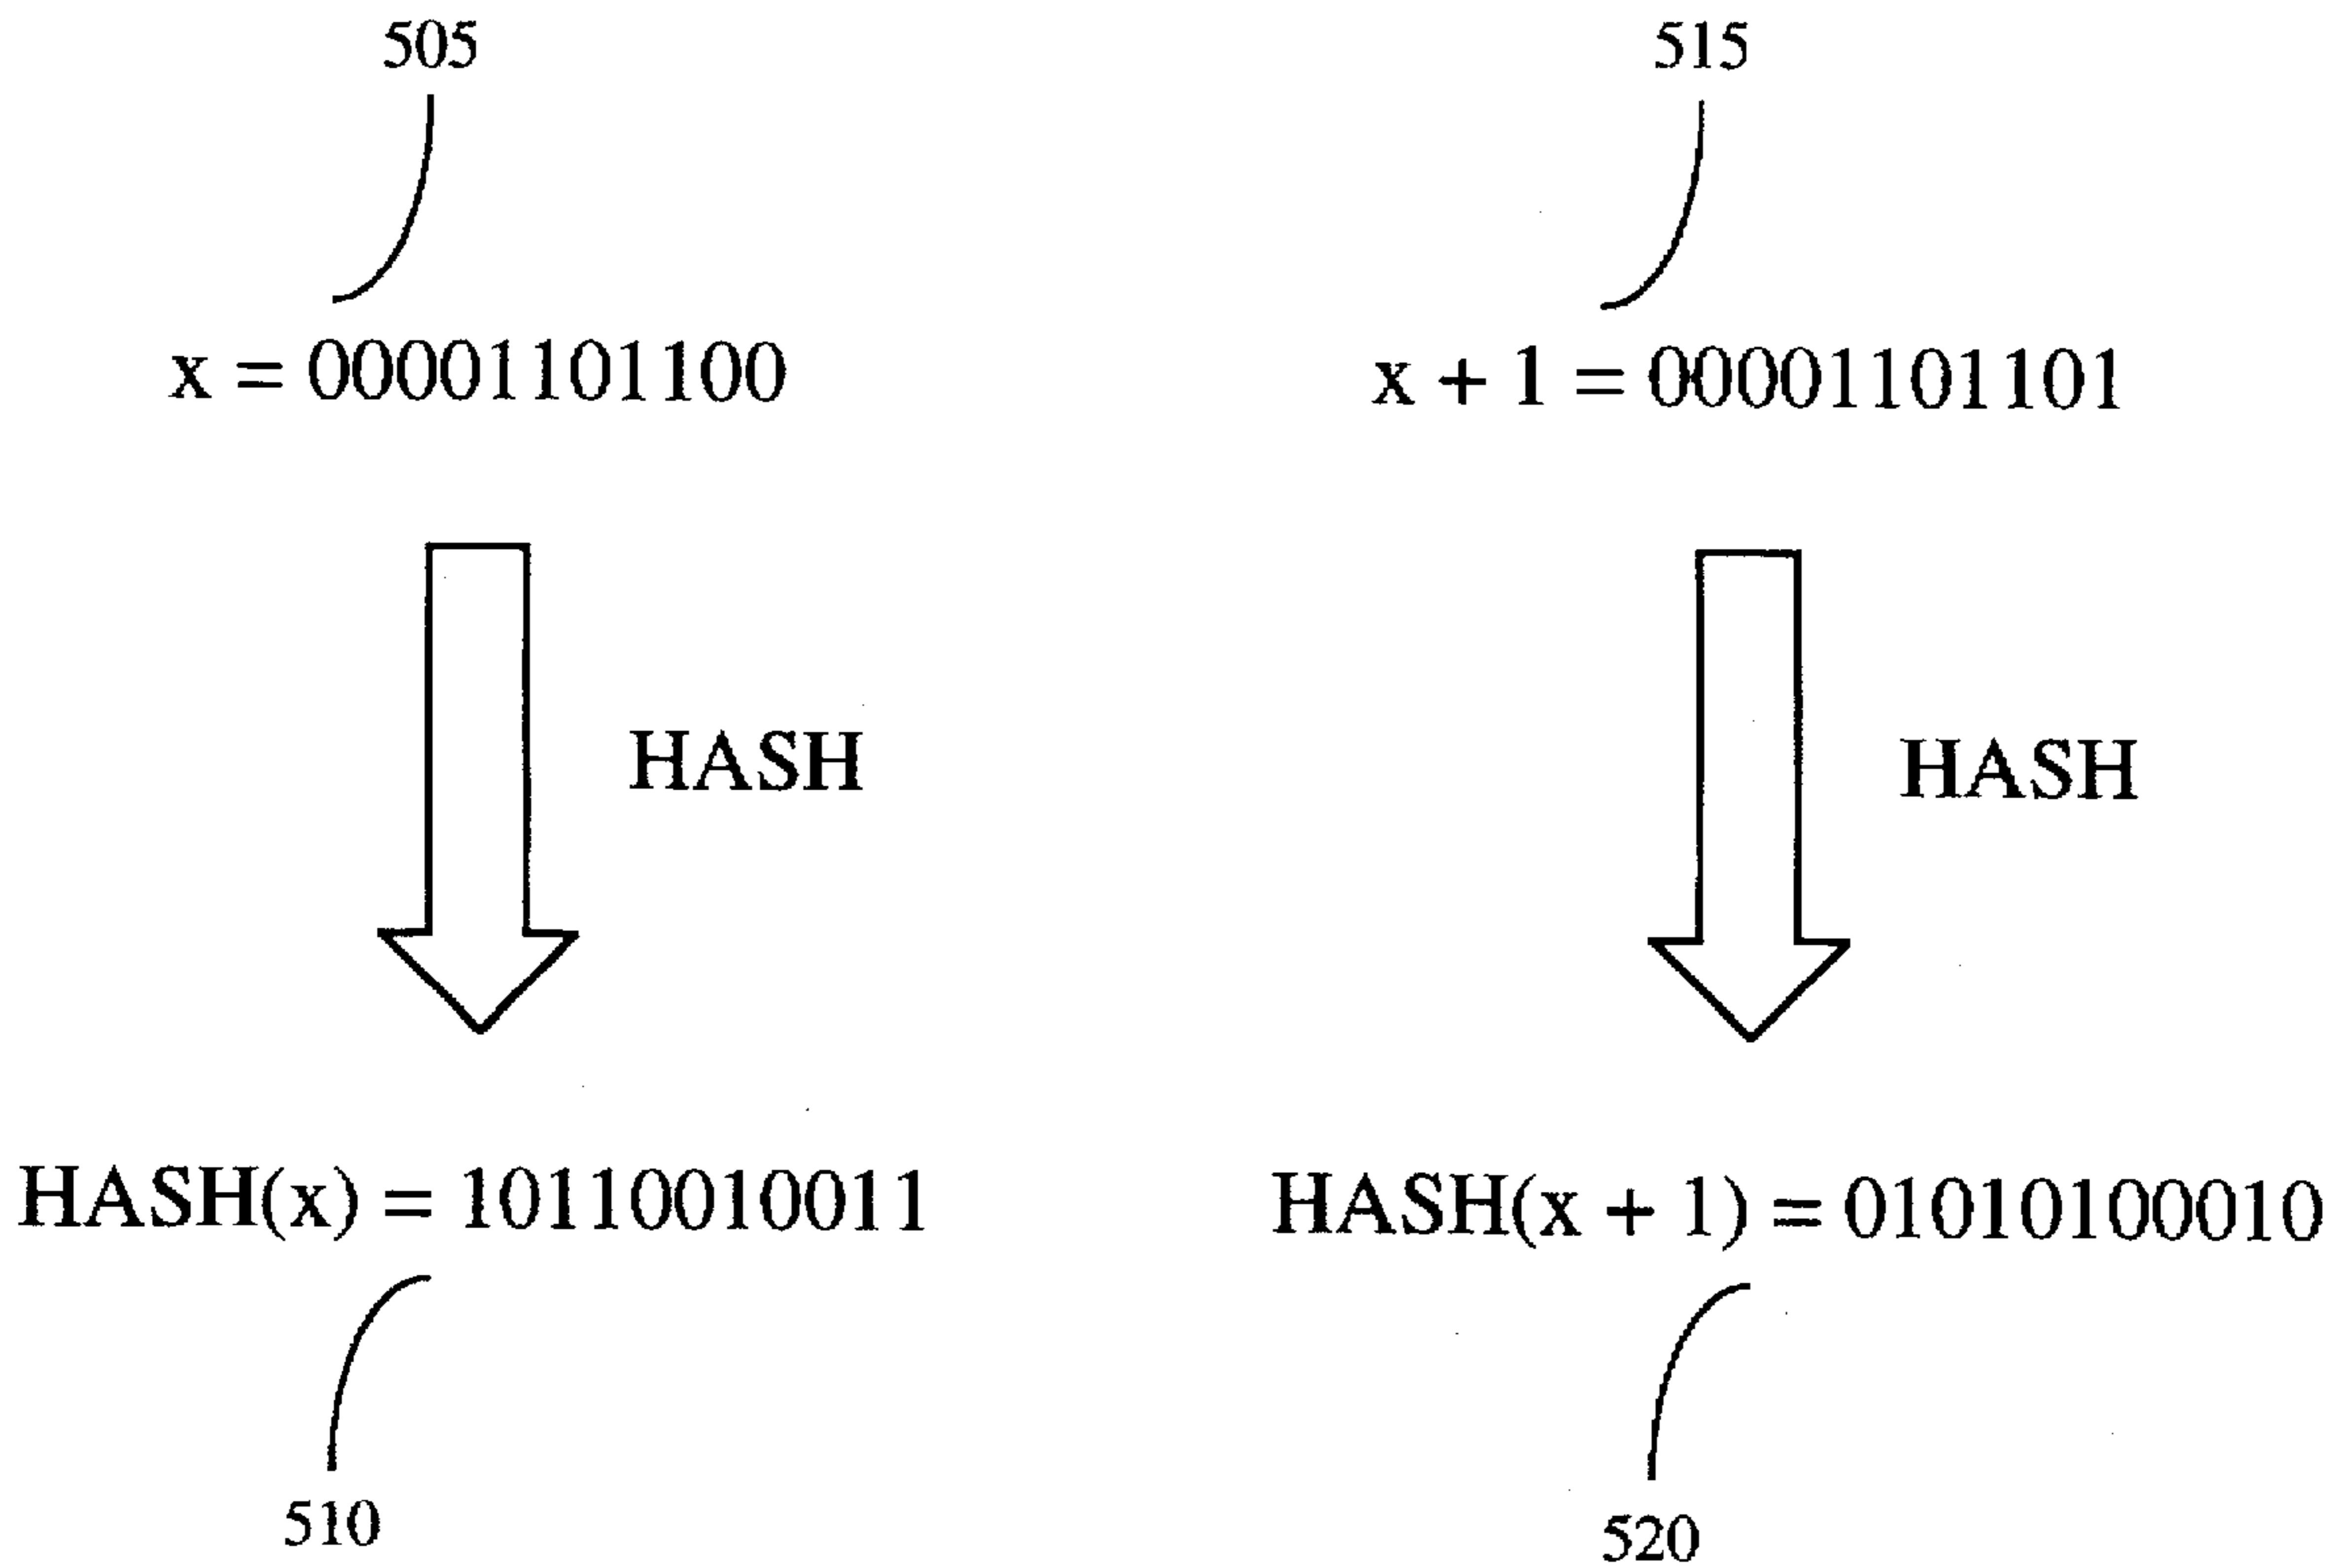 505
515
x = 00001101100
x + 1 = 00001101101
HASH
HASH
HASH(x) = 10110010011
HASH(x + 1) = 01010100010
510
520